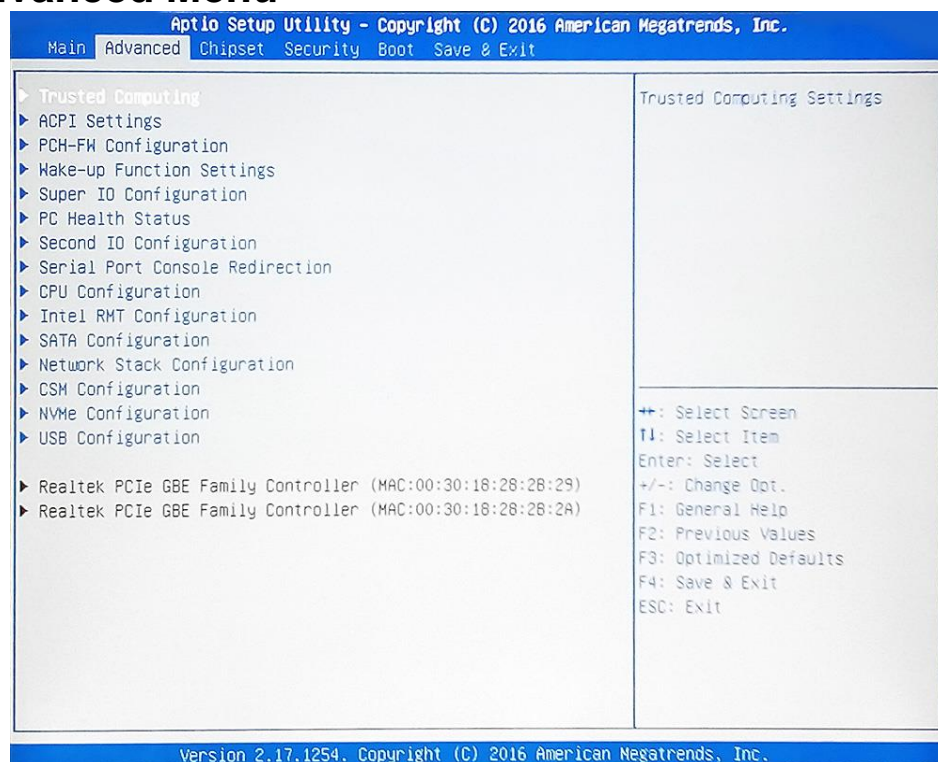 Aptio Setup Utility - Copyright (C) 2016 American Megatrends, Inc.
Main Advanced Chipset Security Boot Save & Exit
Trusted Computing
ACPI Settings
PCH-FW Configuration
Wake-up Function Settings
Super IO Configuration
PC Health Status
Second IO Configuration
Serial Port Console Redirection
CPU Configuration
Intel RMT Configuration
SATA Configuration
Network Stack Configuration
CSM Configuration
NVMe Configuration
USB Configuration
Realtek PCIe GBE Family Controller (MAC:00:30:18:28:2B:29)
Realtek PCIe GBE Family Controller (MAC:00:30:18:28:2B:2A)
Trusted Computing Settings
→←: Select Screen
↑↓: Select Item
Enter: Select
+/-: Change Opt.
F1: General Help
F2: Previous Values
F3: Optimized Defaults
F4: Save & Exit
ESC: Exit
Version 2.17.1254. Copyright (C) 2016 American Megatrends, Inc.